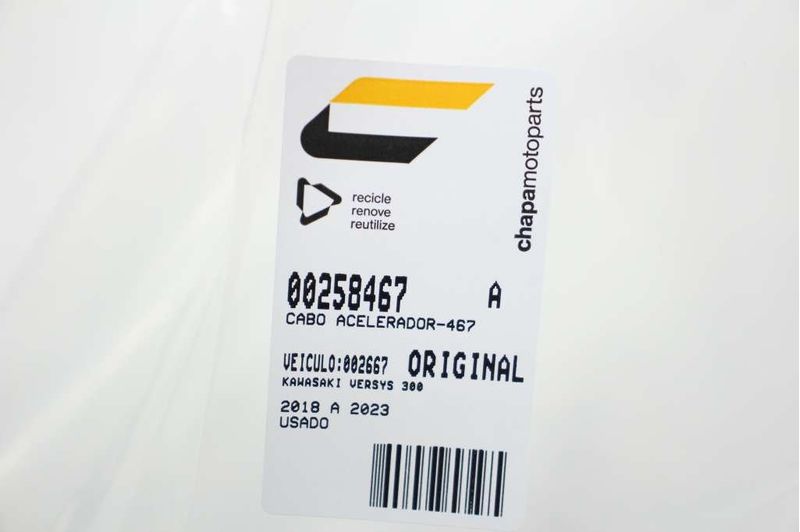 chapamotoparts
recicle
renove
reutilize
00258467 A
CABO ACELERADOR-467
VEICULO:002667 ORIGINAL
KAWASAKI VERSYS 300
2018 A 2023
USADO